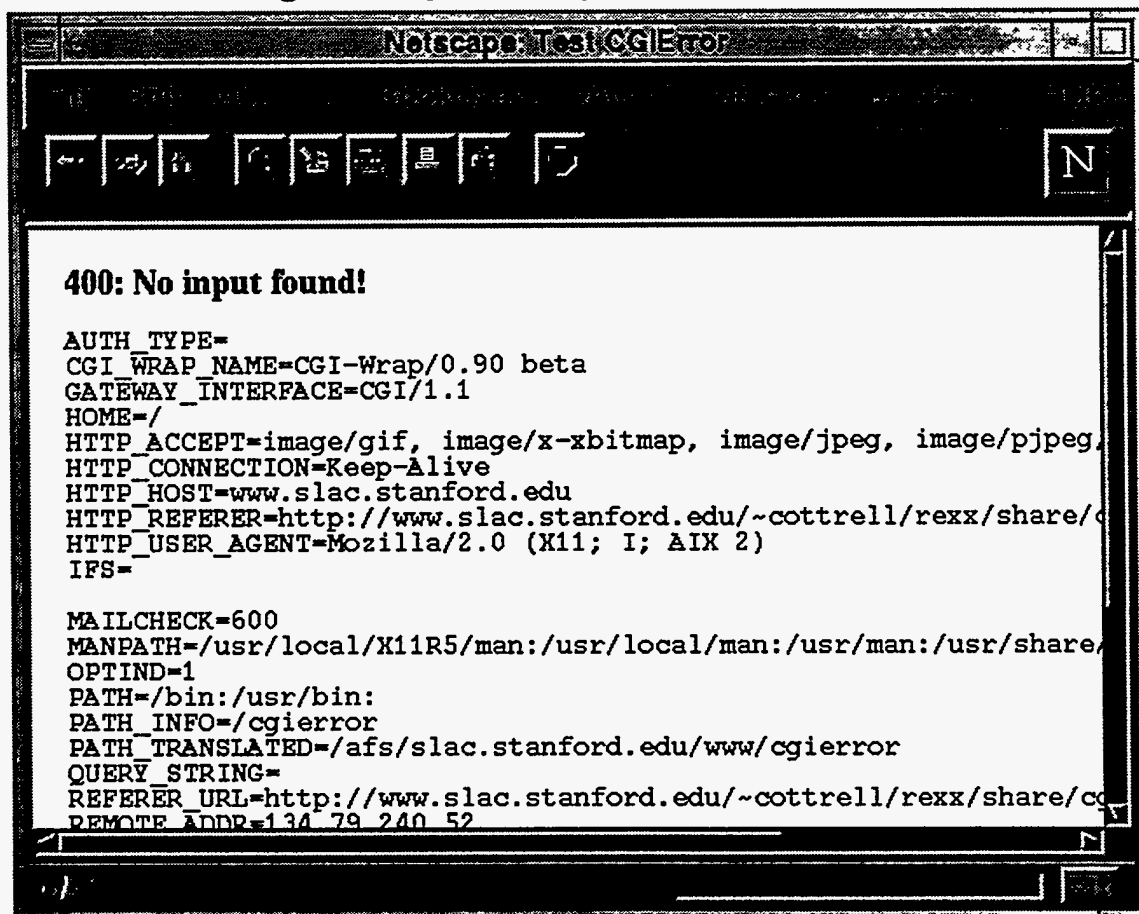 Netscape: Test CGIError
N
400: No input found!
AUTH_TYPE=
CGI_WRAP_NAME=CGI-Wrap/0.90 beta
GATEWAY_INTERFACE=CGI/1.1
HOME=/
HTTP_ACCEPT=image/gif, image/x-xbitmap, image/jpeg, image/pjpeg,
HTTP_CONNECTION=Keep-Alive
HTTP_HOST=www.slac.stanford.edu
HTTP_REFERER=http://www.slac.stanford.edu/~cottrell/rexx/share/c
HTTP_USER_AGENT=Mozilla/2.0 (X11; I; AIX 2)
IFS=
MAILCHECK=600
MANPATH=/usr/local/X11R5/man:/usr/local/man:/usr/man:/usr/share/
OPTIND=1
PATH=/bin:/usr/bin:
PATH_INFO=/cgierror
PATH_TRANSLATED=/afs/slac.stanford.edu/www/cgierror
QUERY_STRING=
REFERER_URL=http://www.slac.stanford.edu/~cottrell/rexx/share/co
REMOTE_ADDR=134.79.240.52